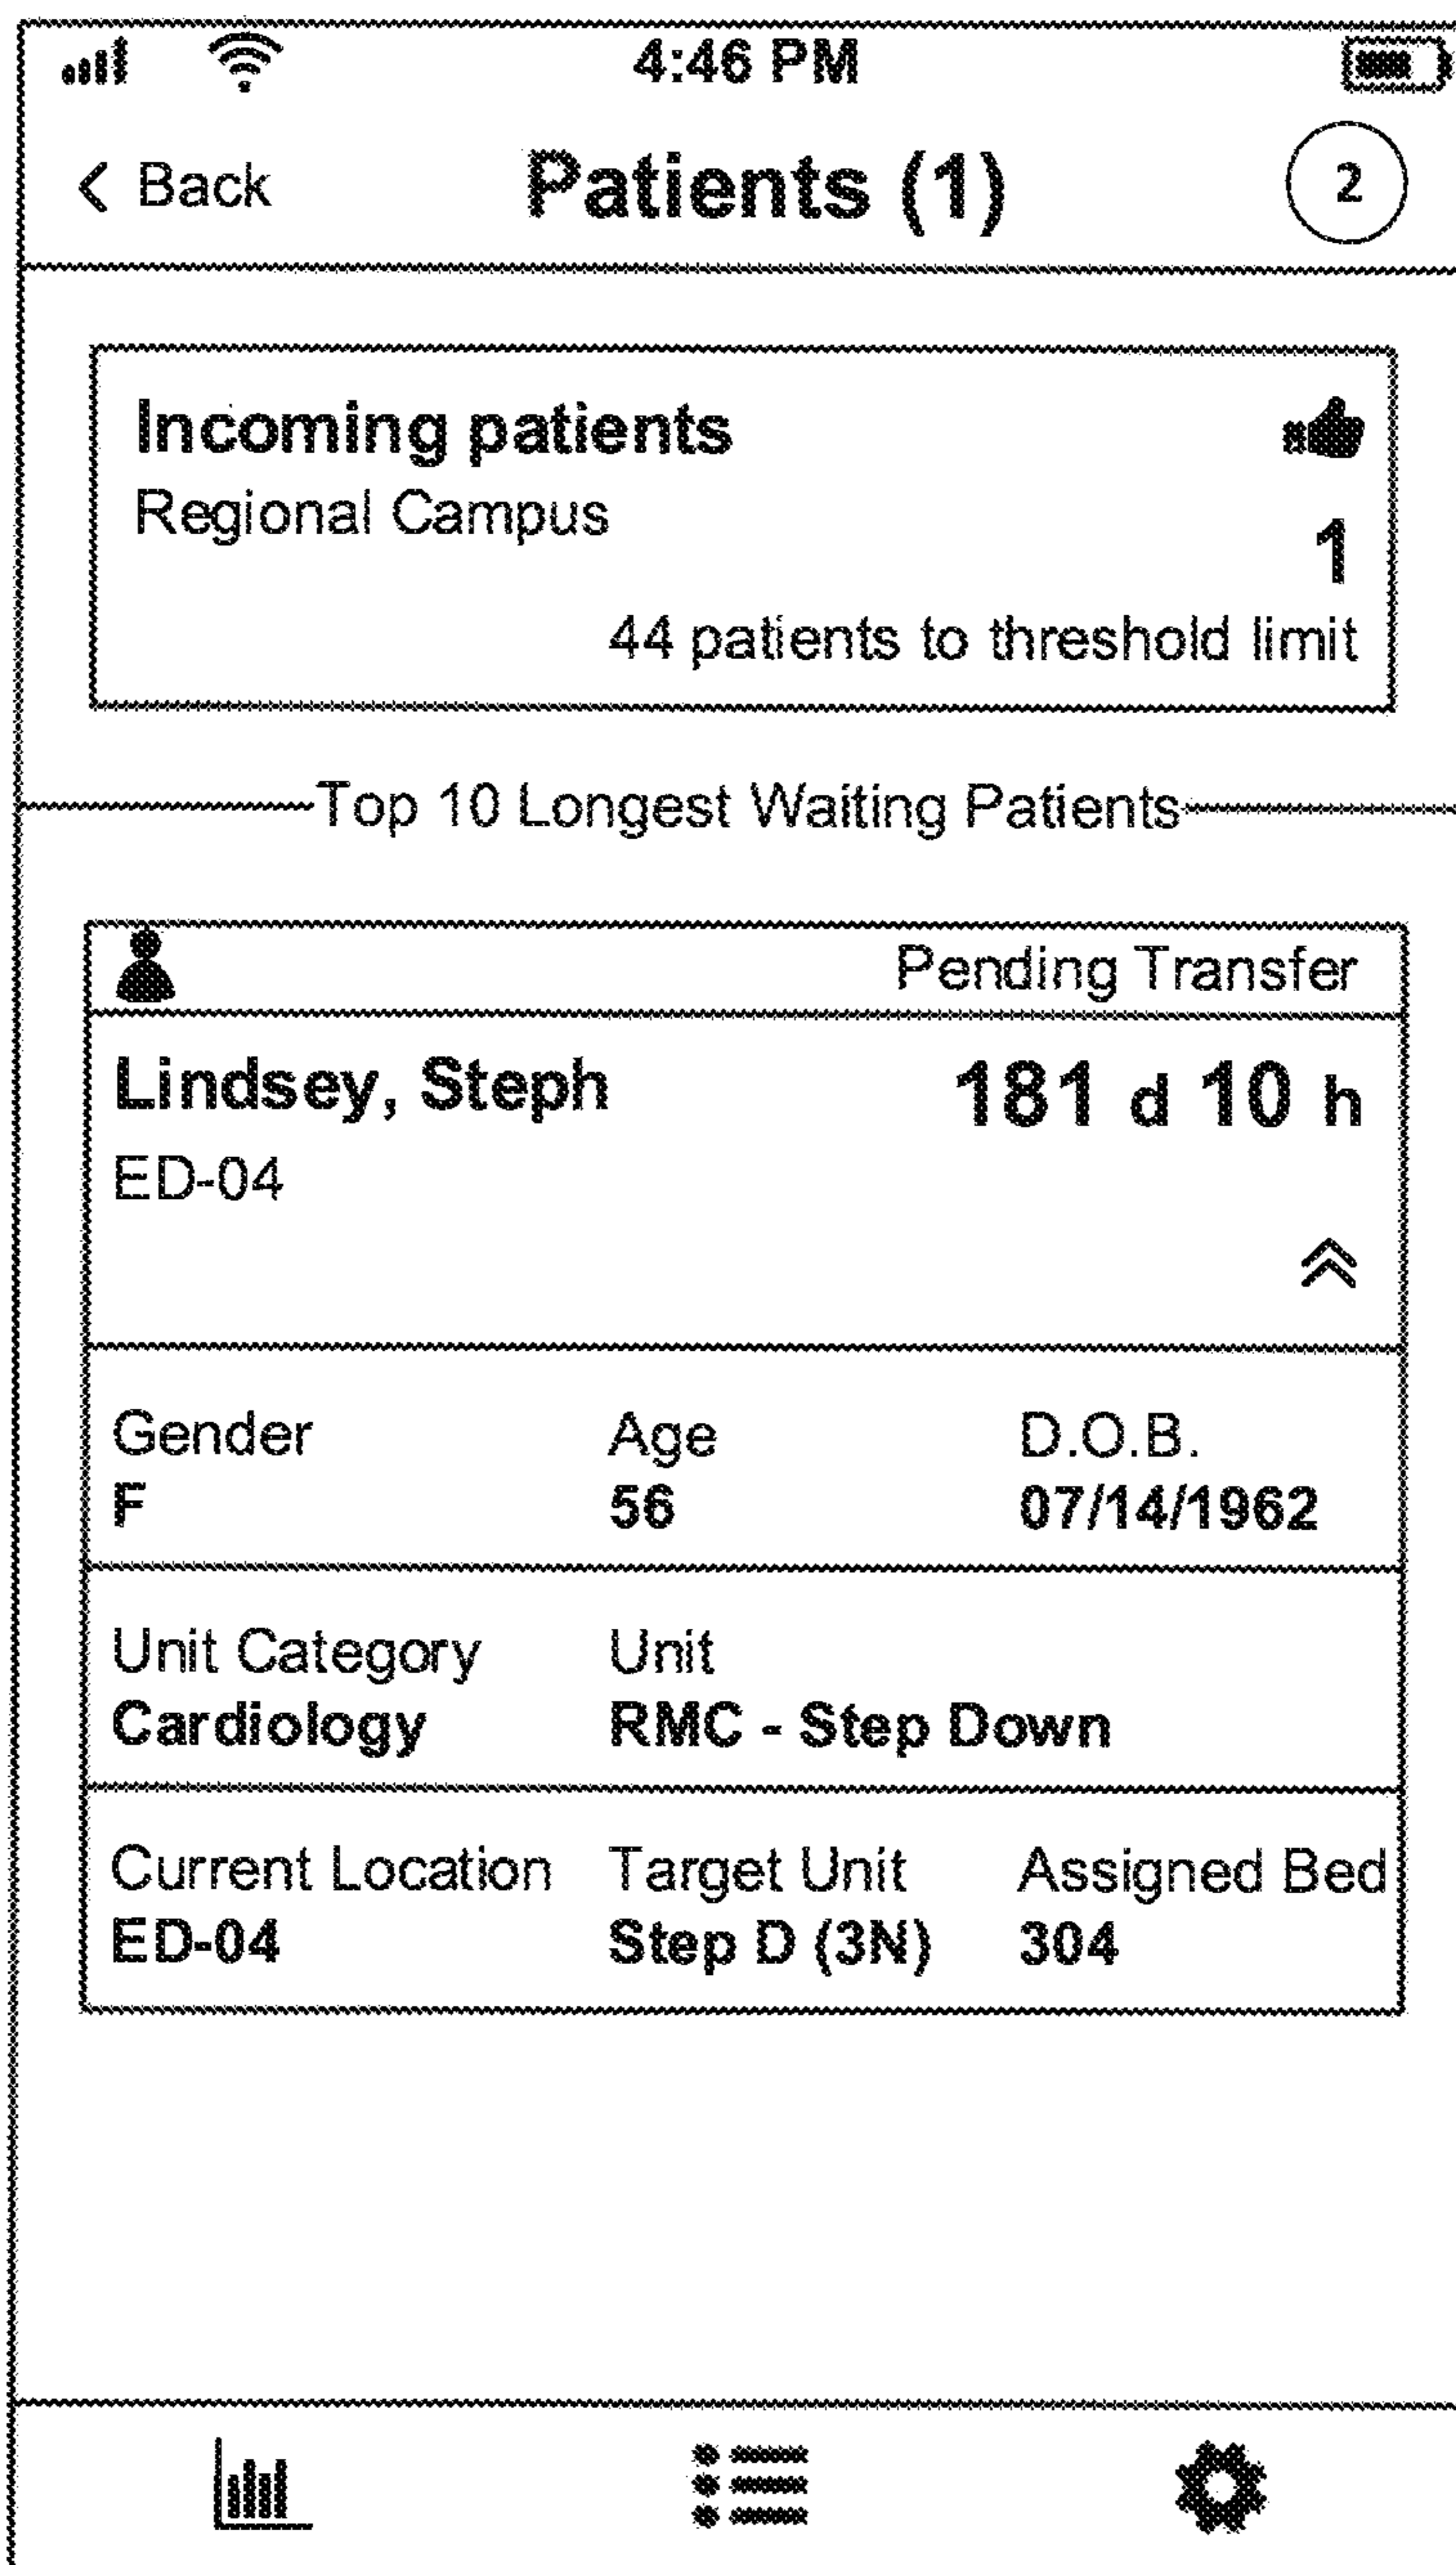 4:46 PM
< Back Patients (1) 2
Incoming patients
Regional Campus
1
44 patients to threshold limit
Top 10 Longest Waiting Patients
Pending Transfer
Lindsey, Steph 181 d 10 h
ED-04
Gender Age D.O.B.
F 56 07/14/1962
Unit Category Unit
Cardiology RMC - Step Down
Current Location Target Unit Assigned Bed
ED-04 Step D (3N) 304